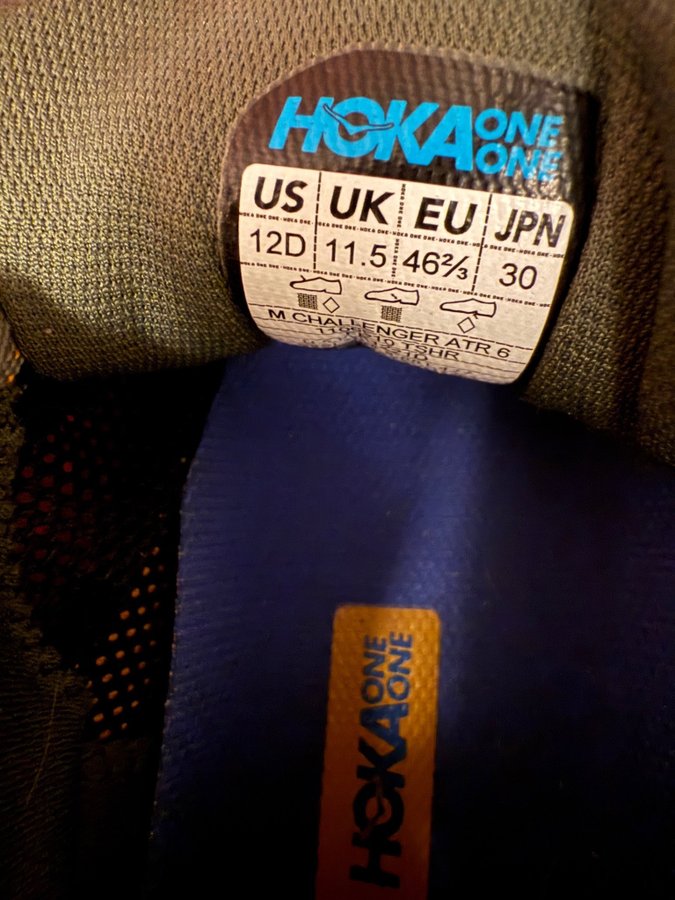 HOKA ONE ONE
US UK EU JPN
12D 11.5 46⅔ 30
M CHALLENGER ATR 6
TSHR
HOKA ONE ONE